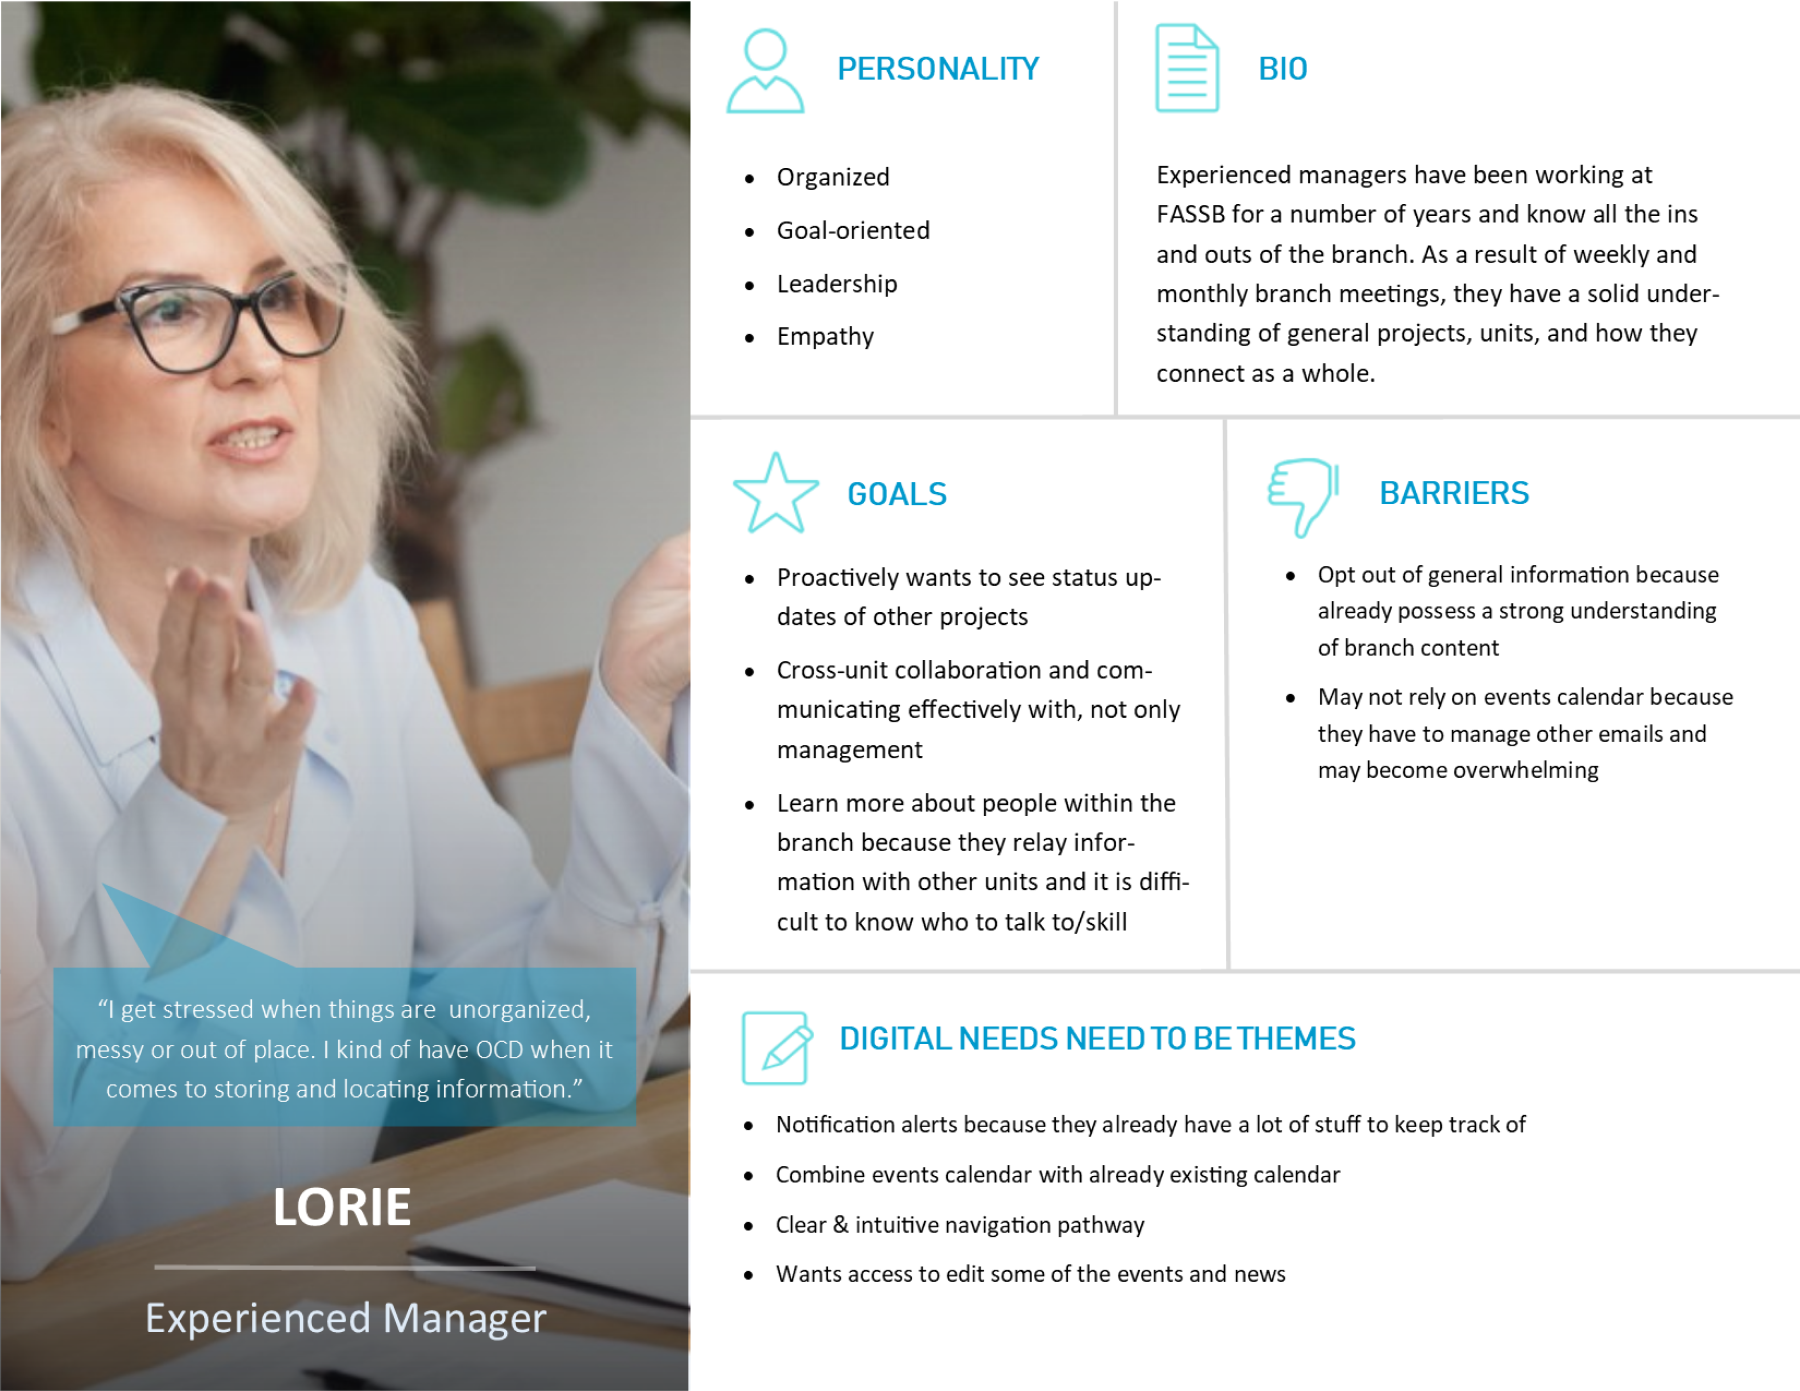 PERSONALITY
Organized
Goal-oriented
Leadership
Empathy
BIO
Experienced managers have been working at
FASSB for a number of years and know all the ins
and outs of the branch. As a result of weekly and
monthly branch meetings, they have a solid under-
standing of general projects, units, and how they
connect as a whole.
GOALS
Proactively wants to see status up-
dates of other projects
Cross-unit collaboration and com-
municating effectively with, not only
management
Learn more about people within the
branch because they relay infor-
mation with other units and it is diffi-
cult to know who to talk to/skill
BARRIERS
Opt out of general information because
already possess a strong understanding
of branch content
May not rely on events calendar because
they have to manage other emails and
may become overwhelming
DIGITAL NEEDS NEED TO BE THEMES
Notification alerts because they already have a lot of stuff to keep track of
Combine events calendar with already existing calendar
Clear & intuitive navigation pathway
Wants access to edit some of the events and news
“I get stressed when things are  unorganized,
messy or out of place. I kind of have OCD when it
comes to storing and locating information.”
LORIE
Experienced Manager